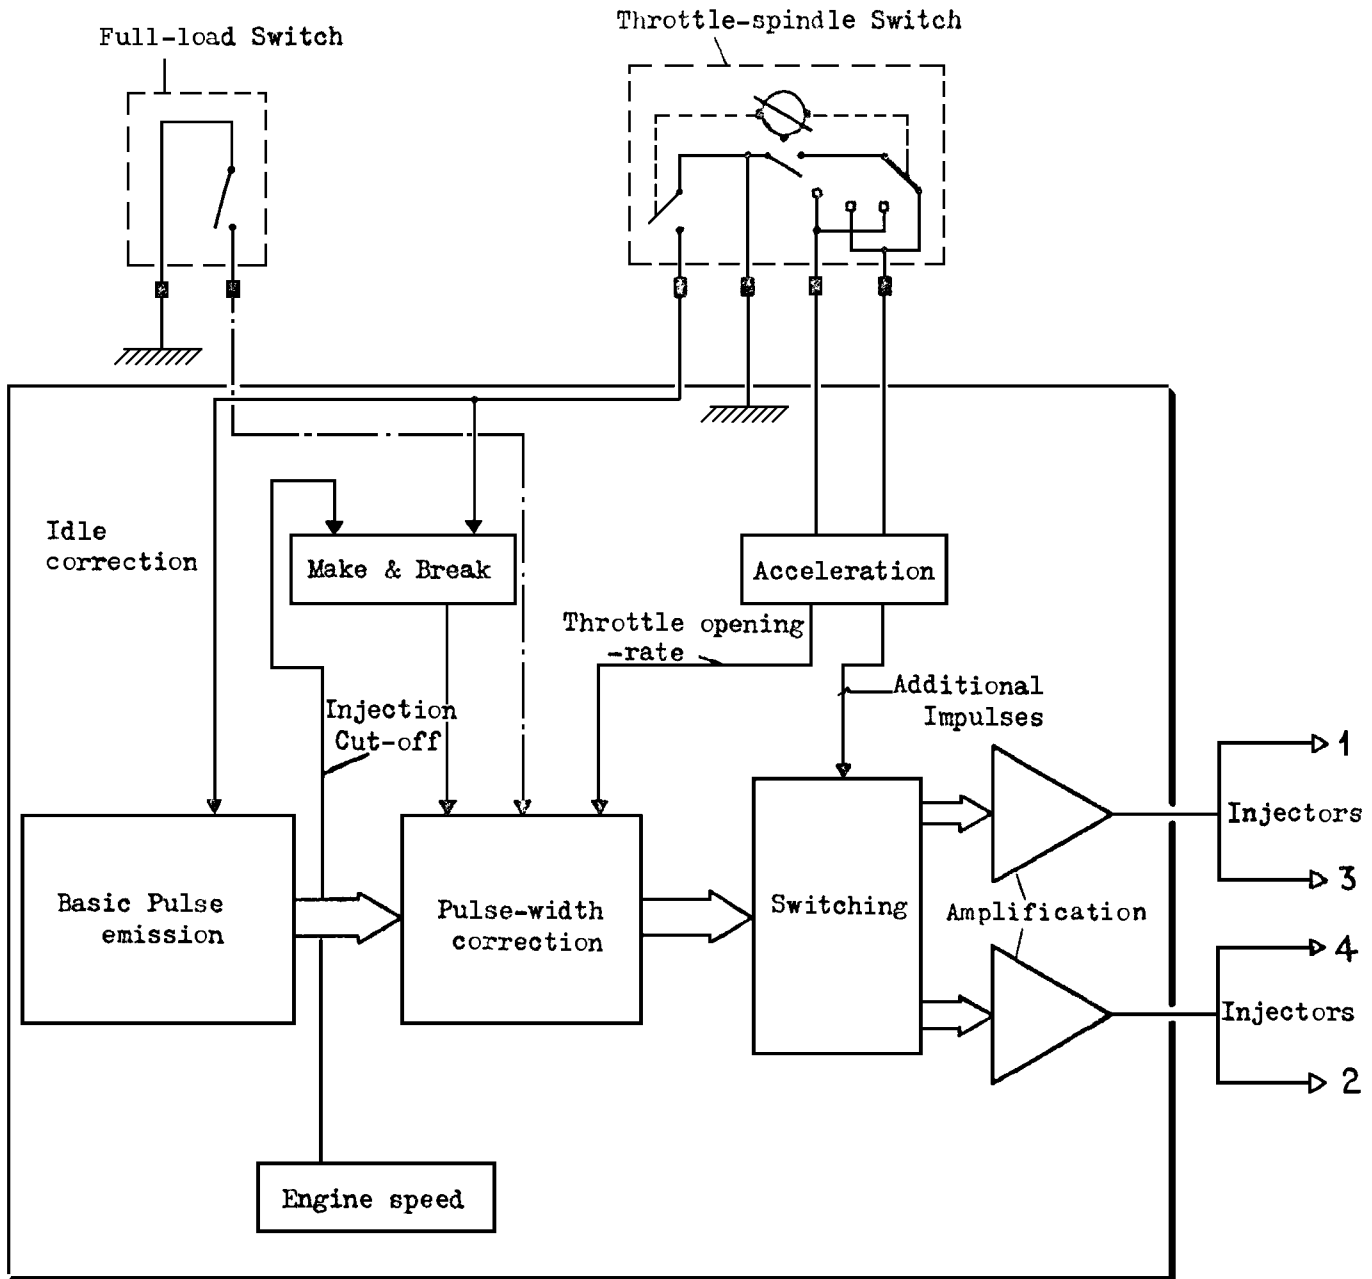 Throttle-spindle Switch
Full-load Switch
Idle
correction
Make & Break
Acceleration
Throttle opening
-rate
Additional
Impulses
Injection
Cut-off
1
Injectors
3
Basic Pulse
emission
Pulse-width
correction
Switching
Amplification
4
Injectors
2
Engine speed